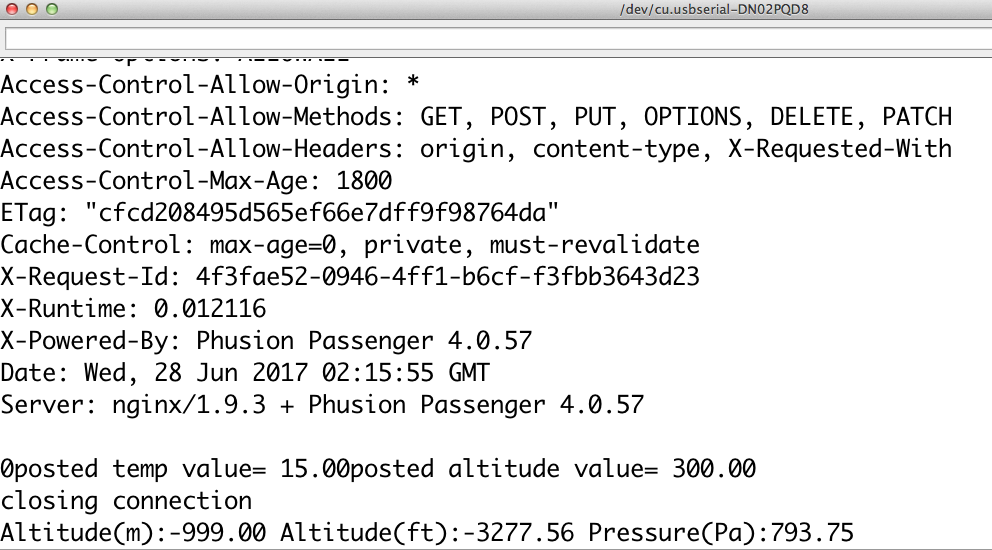 /dev/cu.usbserial-DN02PQD8
X-Frame-Options: ALLOWALL
Access-Control-Allow-Origin: *
Access-Control-Allow-Methods: GET, POST, PUT, OPTIONS, DELETE, PATCH
Access-Control-Allow-Headers: origin, content-type, X-Requested-With
Access-Control-Max-Age: 1800
ETag: "cfcd208495d565ef66e7dff9f98764da"
Cache-Control: max-age=0, private, must-revalidate
X-Request-Id: 4f3fae52-0946-4ff1-b6cf-f3fbb3643d23
X-Runtime: 0.012116
X-Powered-By: Phusion Passenger 4.0.57
Date: Wed, 28 Jun 2017 02:15:55 GMT
Server: nginx/1.9.3 + Phusion Passenger 4.0.57
0posted temp value= 15.00posted altitude value= 300.00
closing connection
Altitude(m):-999.00 Altitude(ft):-3277.56 Pressure(Pa):793.75